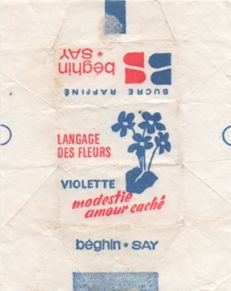 béghin
• SAY
SUCRE RAFFINÉ
LANGAGE
DES FLEURS
VIOLETTE
modestie
amour caché
béghin • SAY